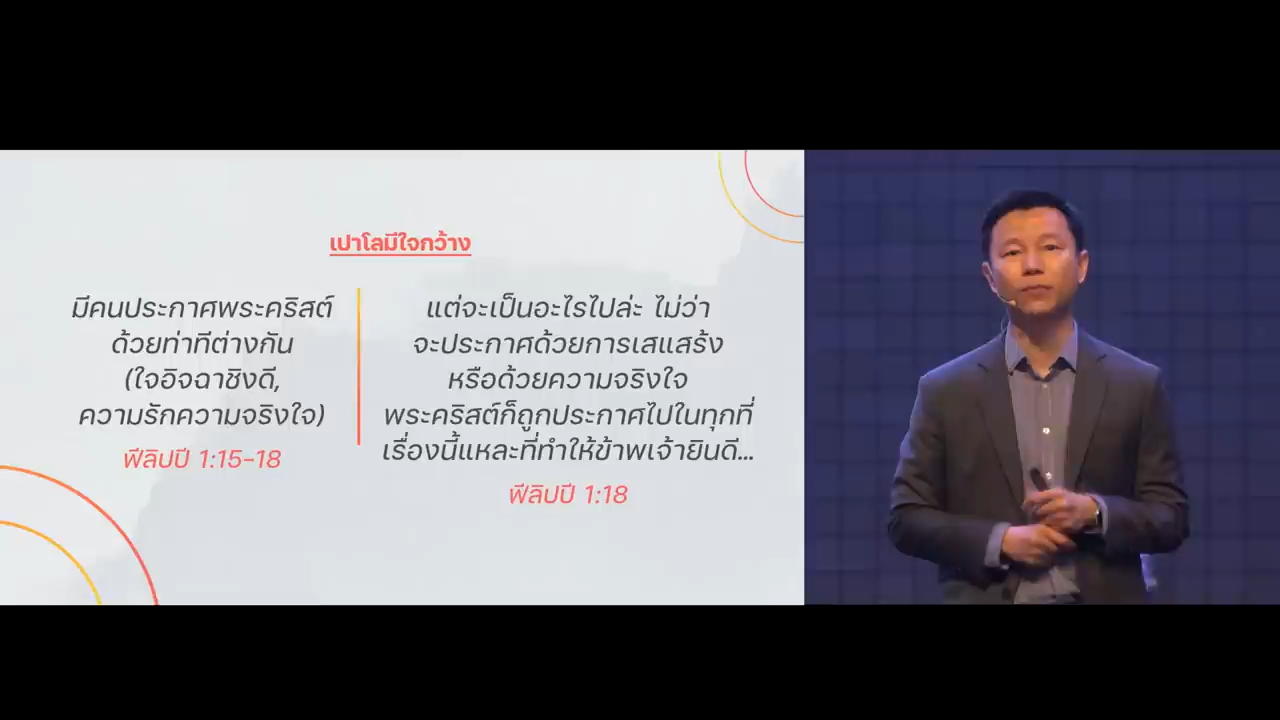 เปาโลมีใจกว้าง
มีคนประกาศพระคริสต์
ด้วยท่าทีต่างกัน
(ใจอิจฉาชิงดี,
ความรักความจริงใจ)
ฟีลิปปี 1:15-18
แต่จะเป็นอะไรไปล่ะ ไม่ว่า
จะประกาศด้วยการเสแสร้ง
หรือด้วยความจริงใจ
พระคริสต์ก็ถูกประกาศไปในทุกที่
เรื่องนี้แหละที่ทำให้ข้าพเจ้ายินดี...
ฟีลิปปี 1:18